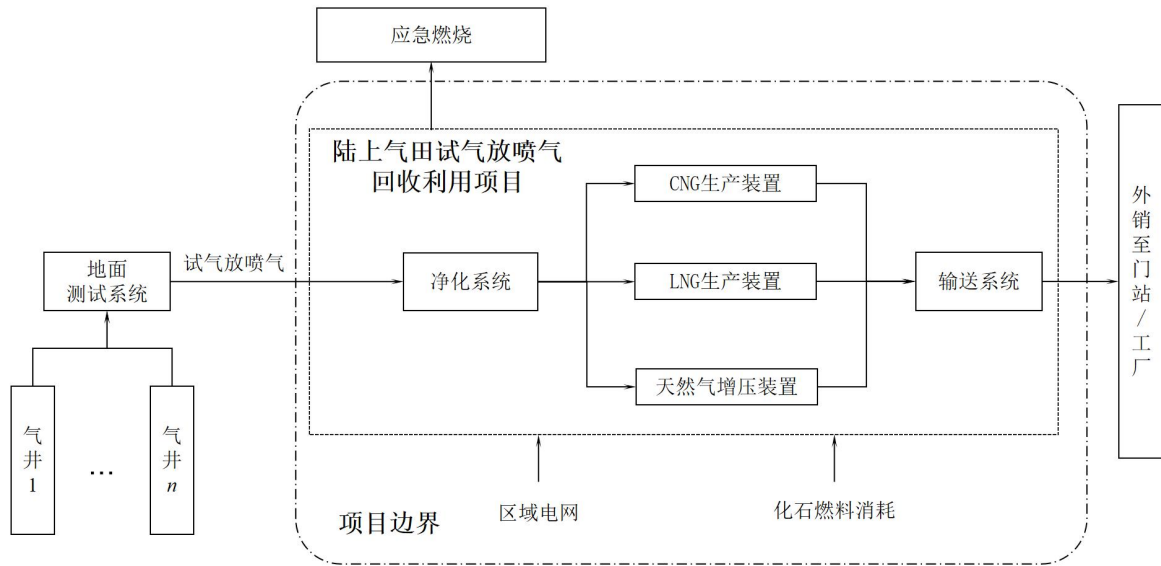 应急燃烧
陆上气田试气放喷气
回收利用项目
CNG生产装置
地面
测试系统
试气放喷气
净化系统
LNG生产装置
输送系统
天然气增压装置
外销至门站/工厂
气井1
…
气井n
区域电网
化石燃料消耗
项目边界